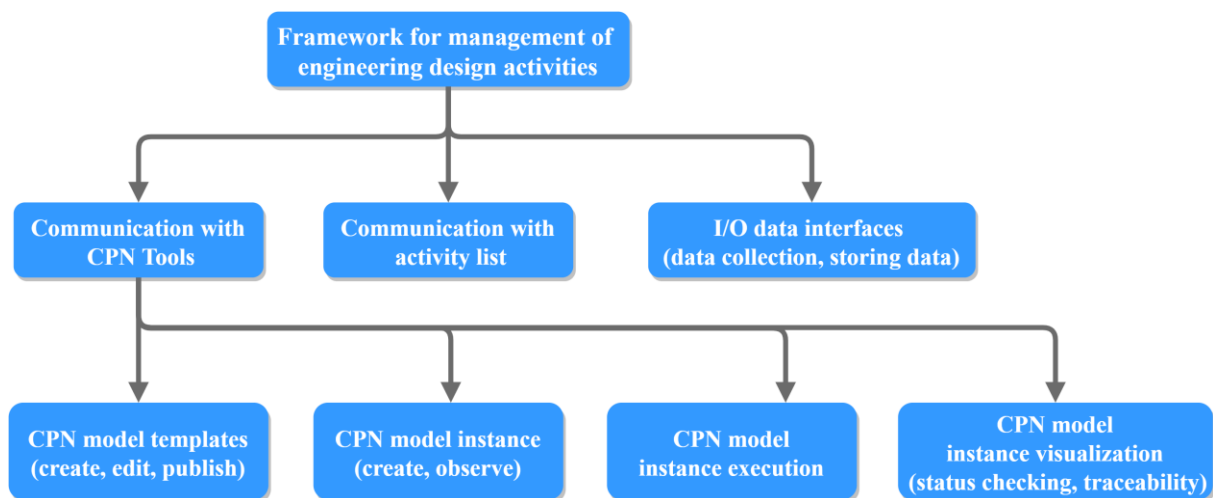 Framework for management of
engineering design activities
Communication with
CPN Tools
Communication with
activity list
I/O data interfaces
(data collection, storing data)
CPN model templates
(create, edit, publish)
CPN model instance
(create, observe)
CPN model
instance execution
CPN model
instance visualization
(status checking, traceability)